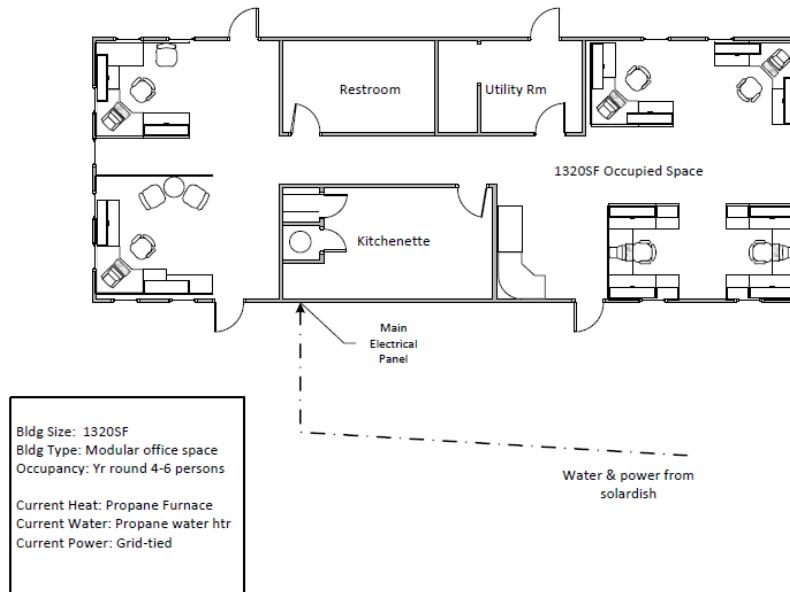 Restroom
Utility Rm
1320SF Occupied Space
Kitchenette
Main
Electrical
Panel
Water & power from
solardish
Bldg Size: 1320SF
Bldg Type: Modular office space
Occupancy: Yr round 4-6 persons
Current Heat: Propane Furnace
Current Water: Propane water htr
Current Power: Grid-tied